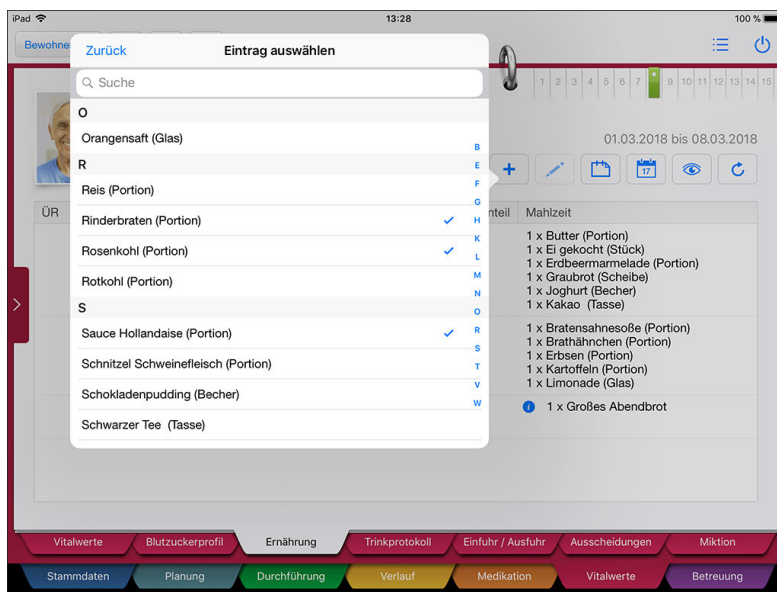 iPad 13:28 100 %
Bewohne
Zurück Eintrag auswählen
Suche
1 2 3 4 5 6 7 9 10 11 12 13 14 15
O
Orangensaft (Glas)
R
Reis (Portion)
Rinderbraten (Portion)
Rosenkohl (Portion)
Rotkohl (Portion)
S
Sauce Hollandaise (Portion)
Schnitzel Schweinefleisch (Portion)
Schokladenpudding (Becher)
Schwarzer Tee (Tasse)
B
E
F
G
H
K
L
M
N
O
R
S
T
V
W
01.03.2018 bis 08.03.2018
17
ÜR nteil Mahlzeit
1 x Butter (Portion)
1 x Ei gekocht (Stück)
1 x Erdbeermarmelade (Portion)
1 x Graubrot (Scheibe)
1 x Joghurt (Becher)
1 x Kakao (Tasse)
1 x Bratensahnesoße (Portion)
1 x Brathähnchen (Portion)
1 x Erbsen (Portion)
1 x Kartoffeln (Portion)
1 x Limonade (Glas)
1 x Großes Abendbrot
Vitalwerte Blutzuckerprofil Ernährung Trinkprotokoll Einfuhr / Ausfuhr Ausscheidungen Miktion
Stammdaten Planung Durchführung Verlauf Medikation Vitalwerte Betreuung